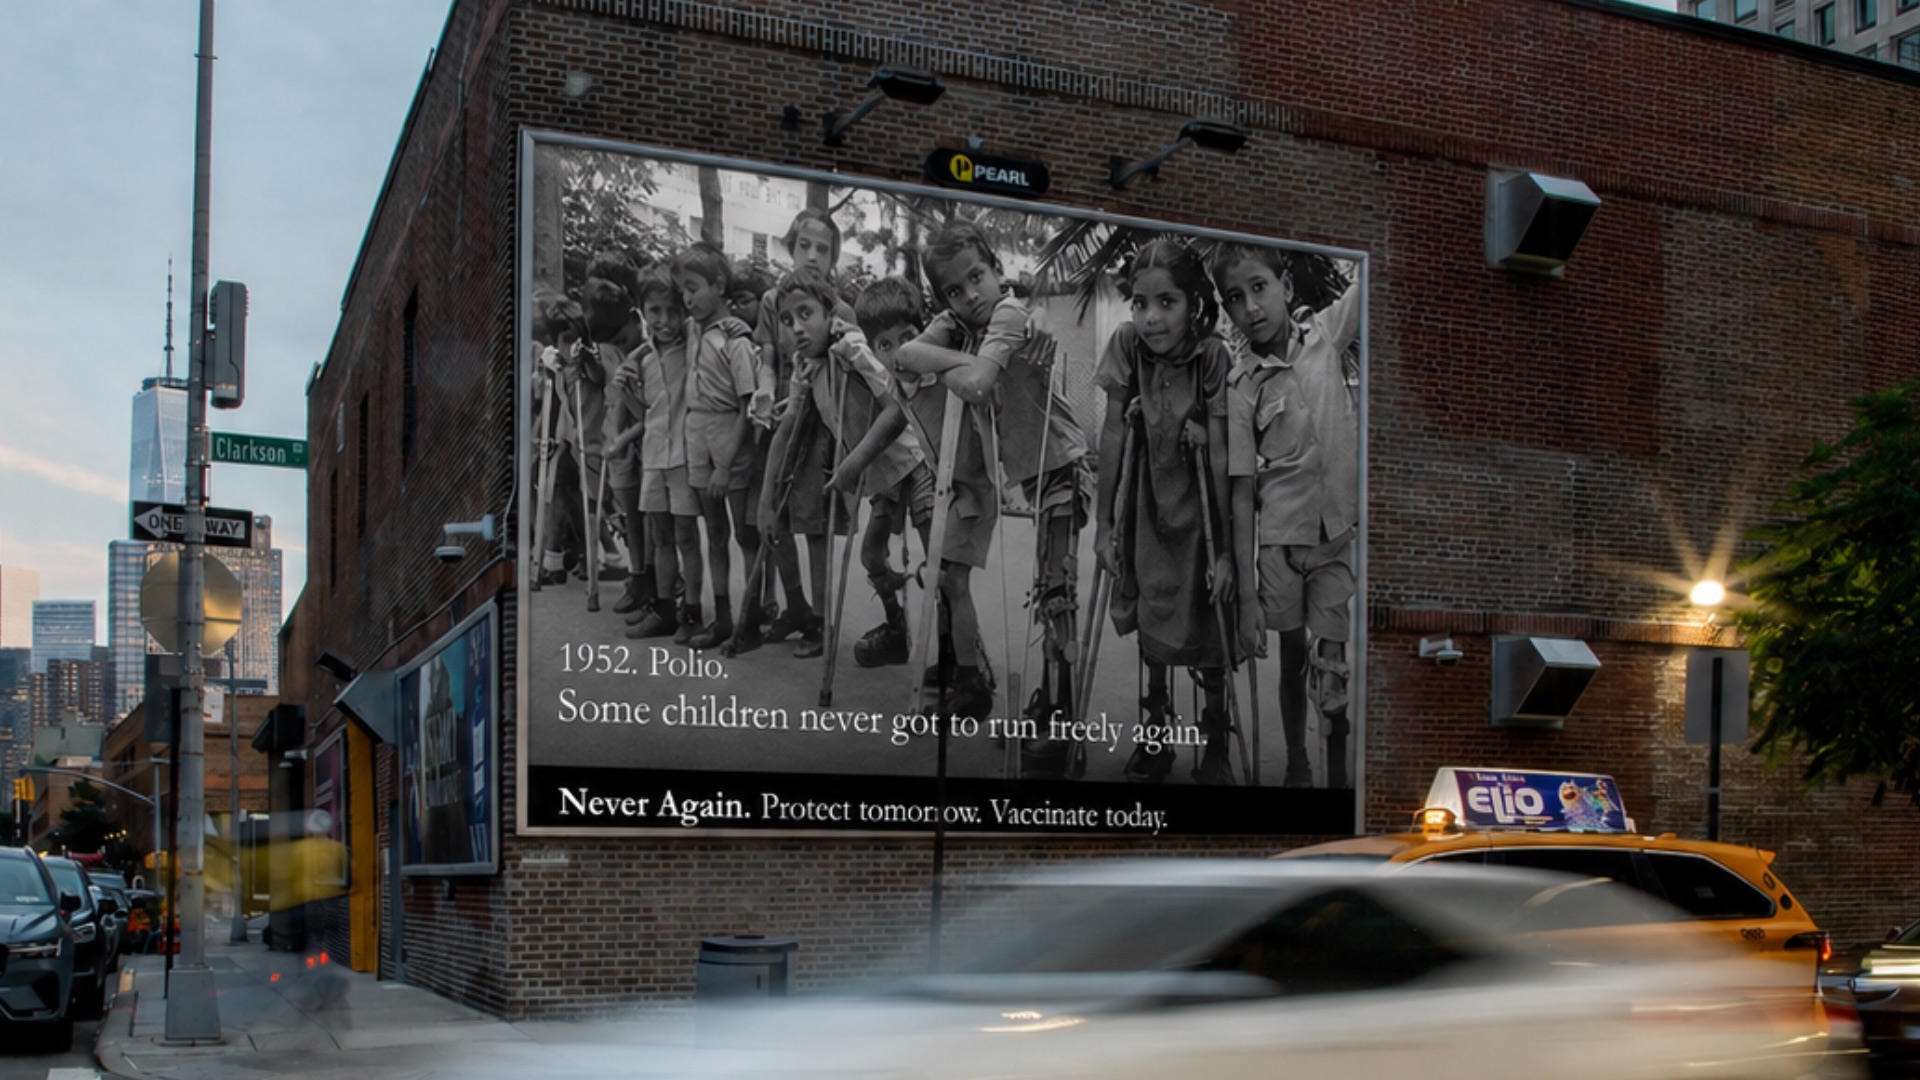 PEARL
Clarkson ST
ONE WAY
1952. Polio.
Some children never got to run freely again.
Never Again. Protect tomorrow. Vaccinate today.
elio